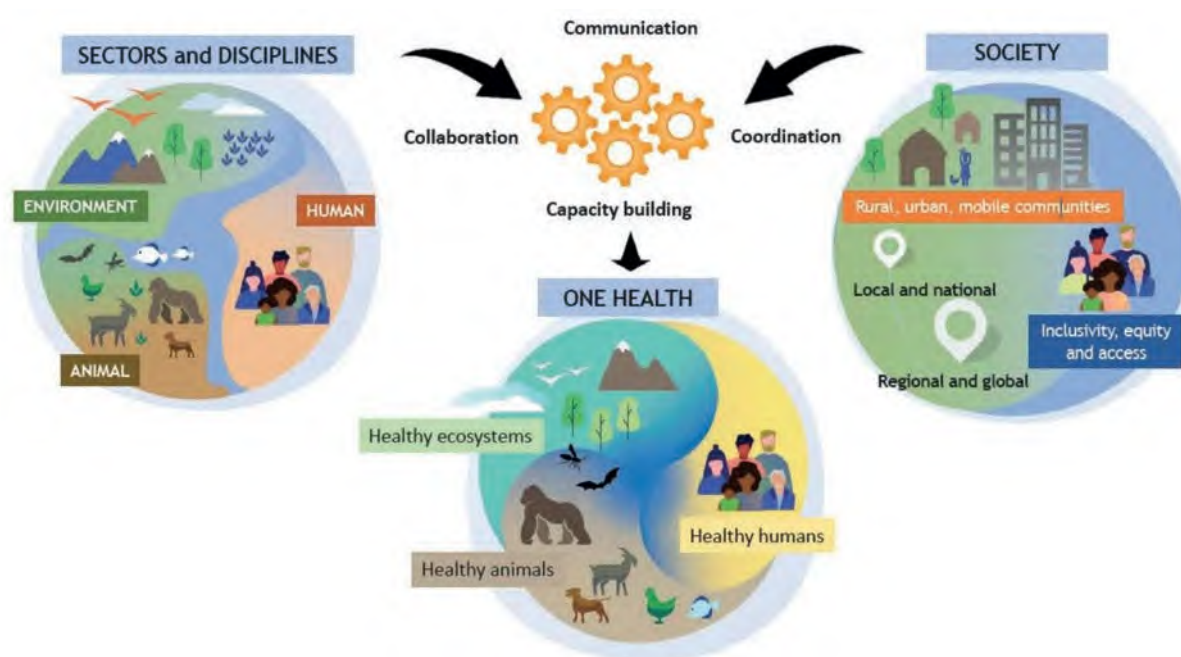 SECTORS and DISCIPLINES
ENVIRONMENT
HUMAN
ANIMAL
Communication
Collaboration
Coordination
Capacity building
SOCIETY
Rural, urban, mobile communities
Local and national
Inclusivity, equity
and access
Regional and global
ONE HEALTH
Healthy ecosystems
Healthy humans
Healthy animals